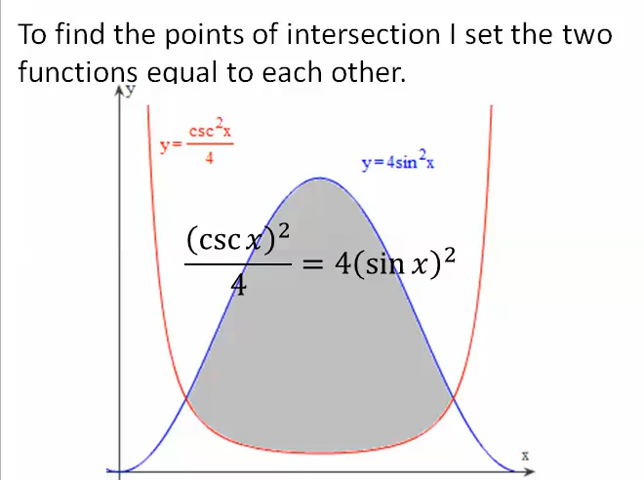 To find the points of intersection I set the two
functions equal to each other.
y
y=csc²x/4
y=4sin²x
(csc x)²/4 = 4(sin x)²
x